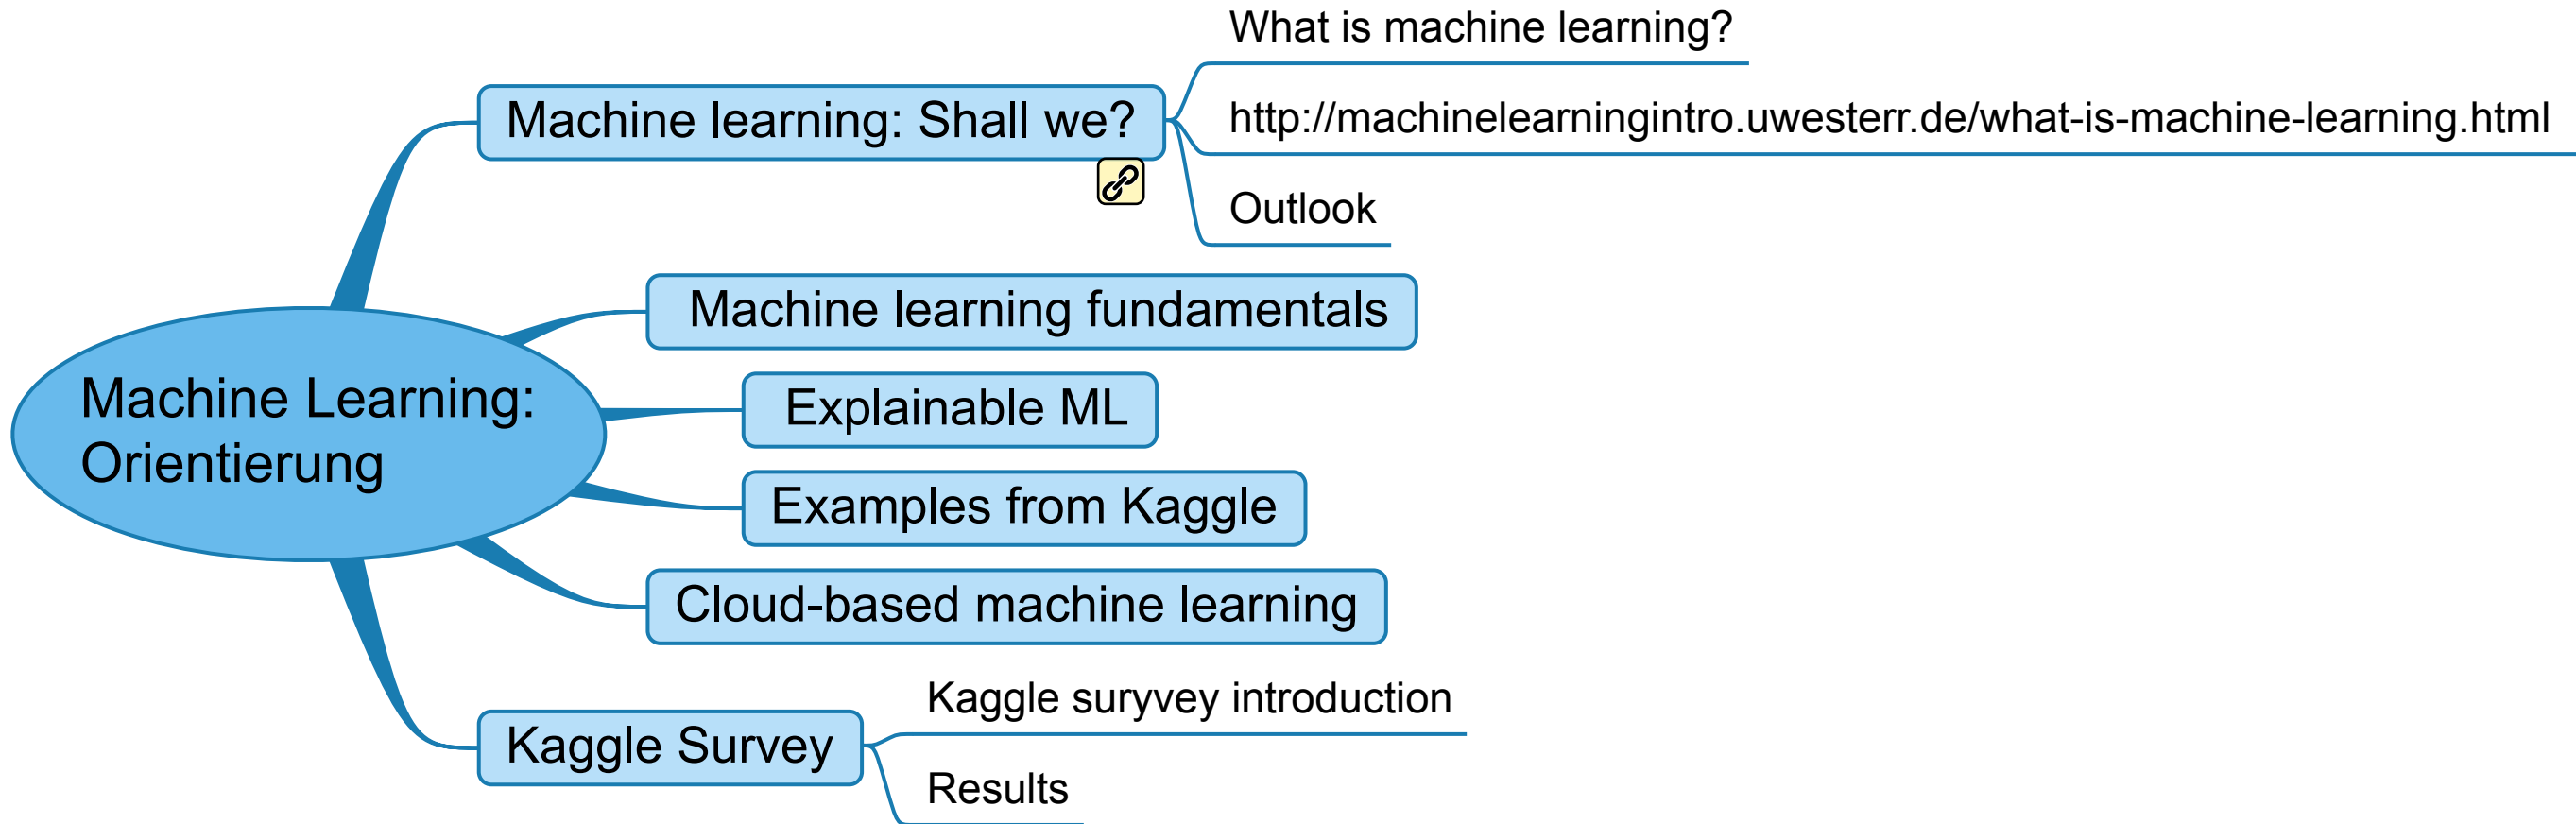 What is machine learning?
Machine learning: Shall we?
http://machinelearningintro.uwesterr.de/what-is-machine-learning.html
Outlook
Machine learning fundamentals
Machine Learning:
Orientierung
Explainable ML
Examples from Kaggle
Cloud-based machine learning
Kaggle Survey
Kaggle suryvey introduction
Results